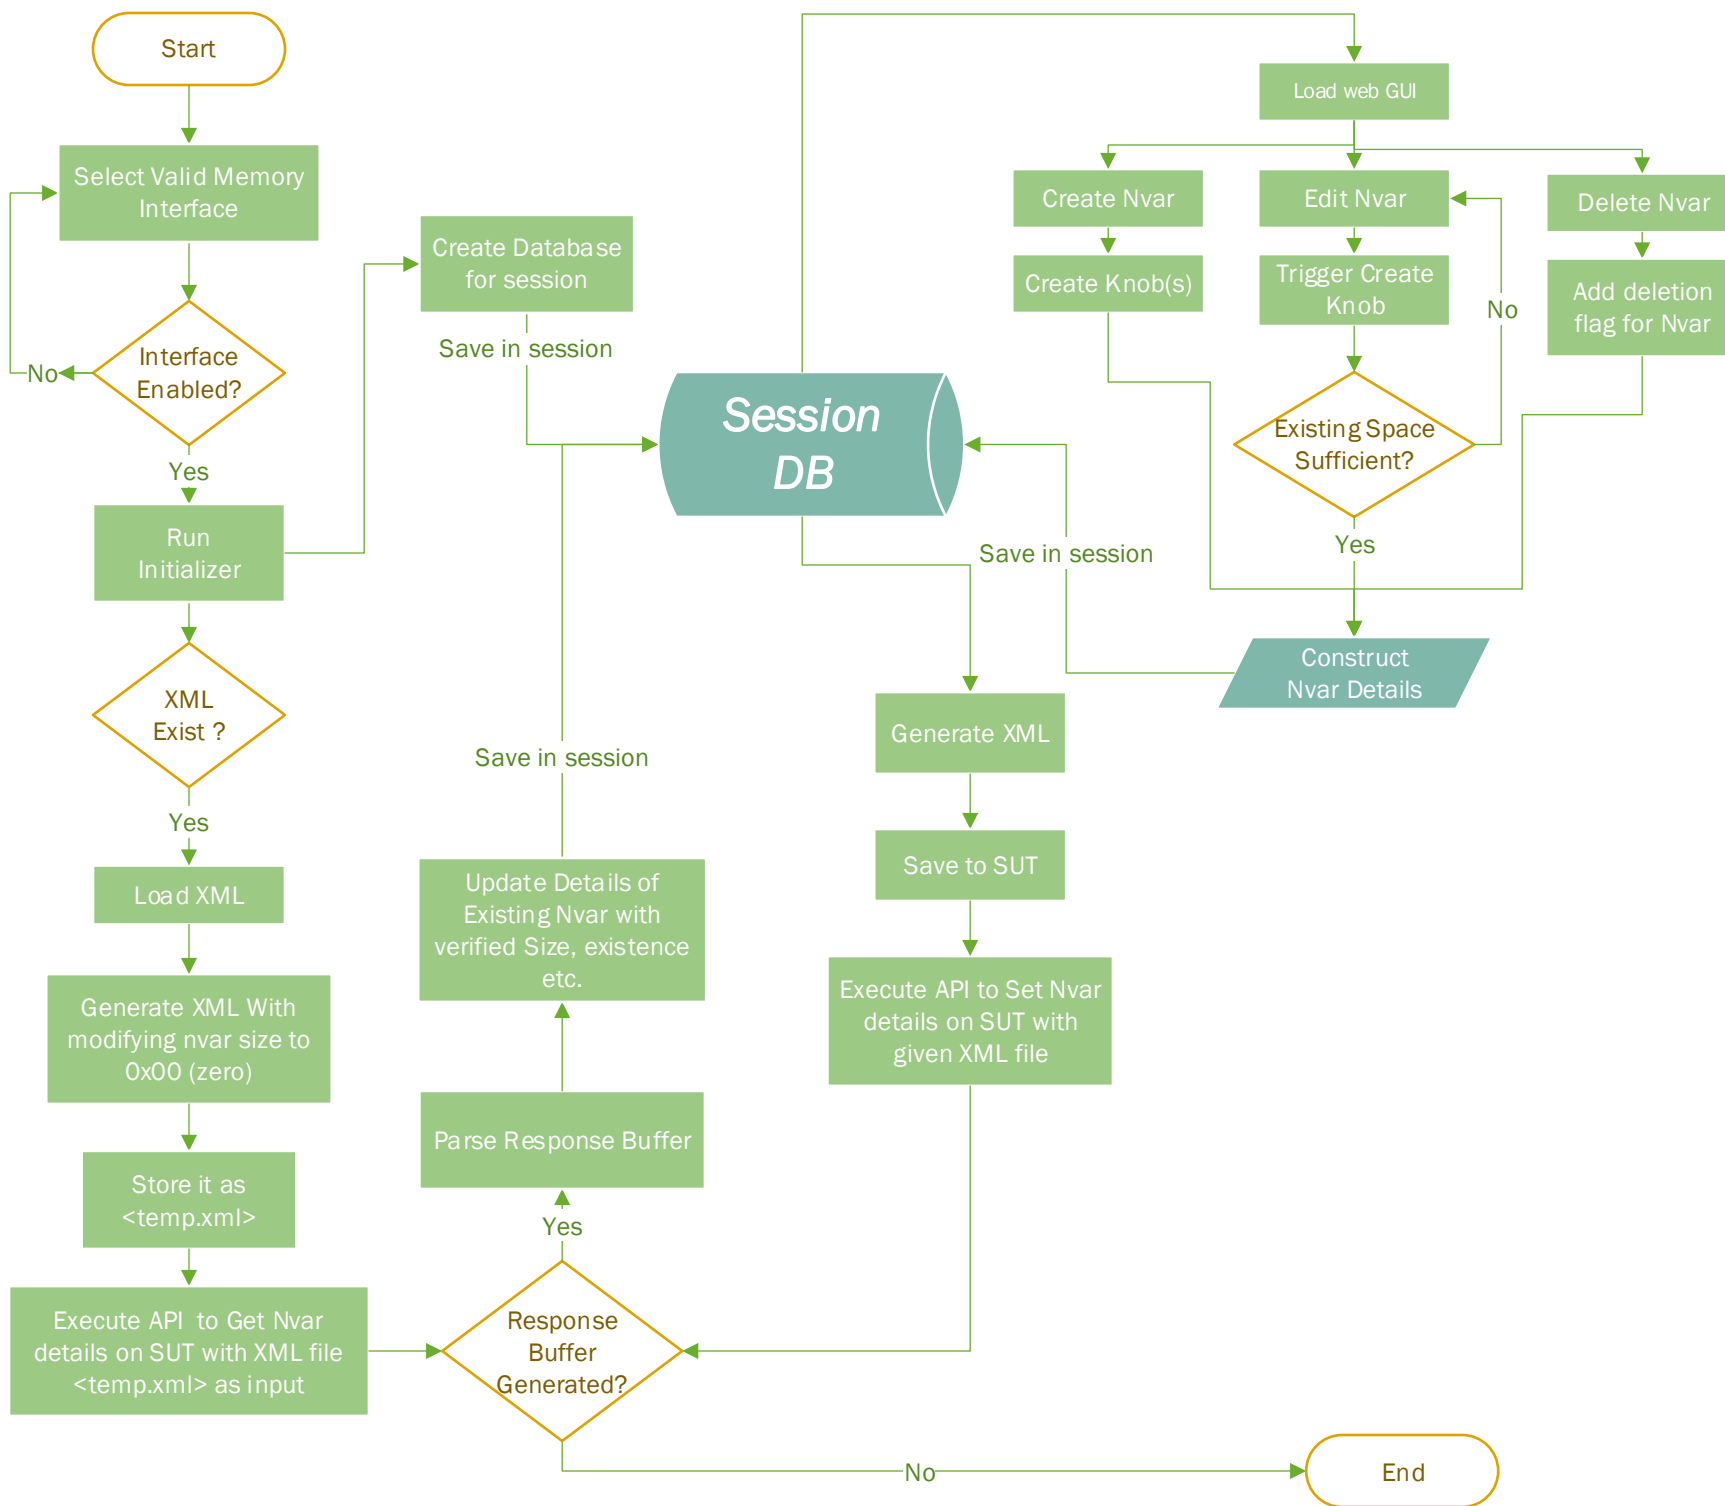 Start
Select Valid Memory
Interface
Interface
Enabled?
No
Yes
Run
Initializer
XML
Exist ?
Yes
Load XML
Generate XML With
modifying nvar size to
0x00 (zero)
Store it as
<temp.xml>
Execute API to Get Nvar
details on SUT with XML file
<temp.xml> as input
Create Database
for session
Save in session
Session
DB
Save in session
Update Details of
Existing Nvar with
verified Size, existence
etc.
Parse Response Buffer
Yes
Response
Buffer
Generated?
No
End
Load web GUI
Create Nvar
Create Knob(s)
Edit Nvar
Trigger Create
Knob
Existing Space
Sufficient?
No
Yes
Delete Nvar
Add deletion
flag for Nvar
Construct
Nvar Details
Save in session
Generate XML
Save to SUT
Execute API to Set Nvar
details on SUT with
given XML file